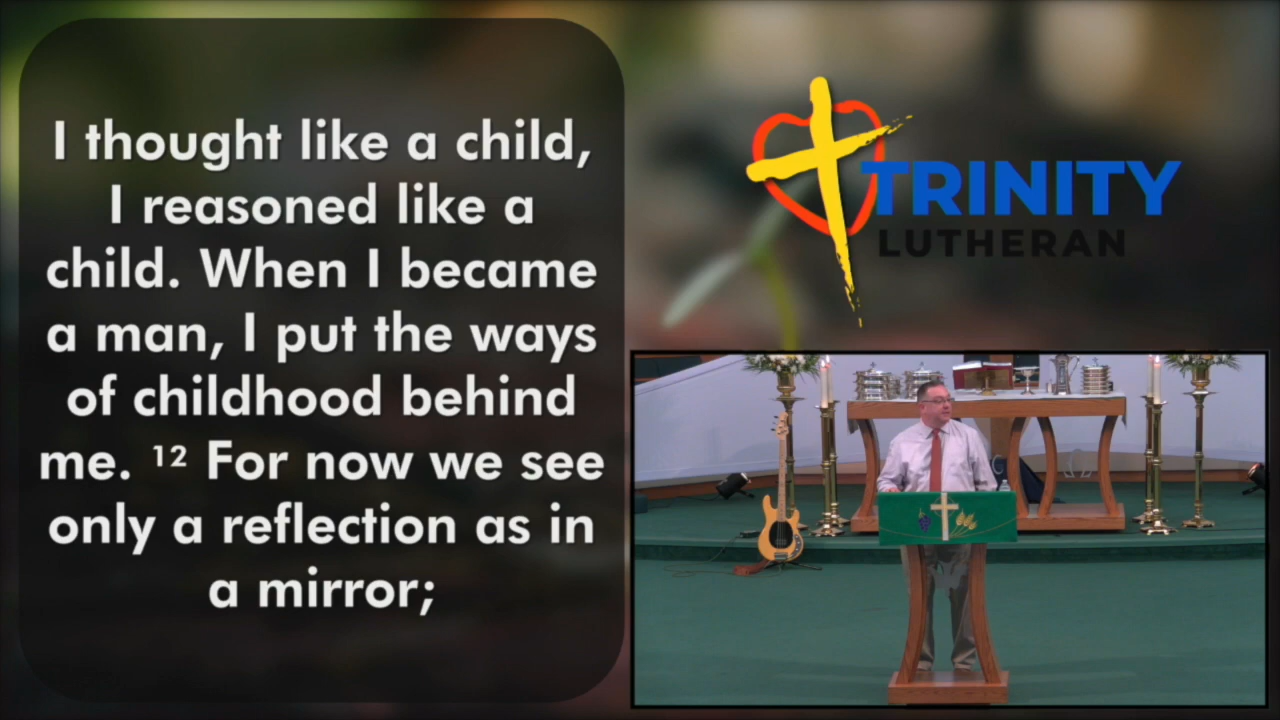 I thought like a child,
I reasoned like a
child. When I became
a man, I put the ways
of childhood behind
me. ¹² For now we see
only a reflection as in
a mirror;
TRINITY
LUTHERAN